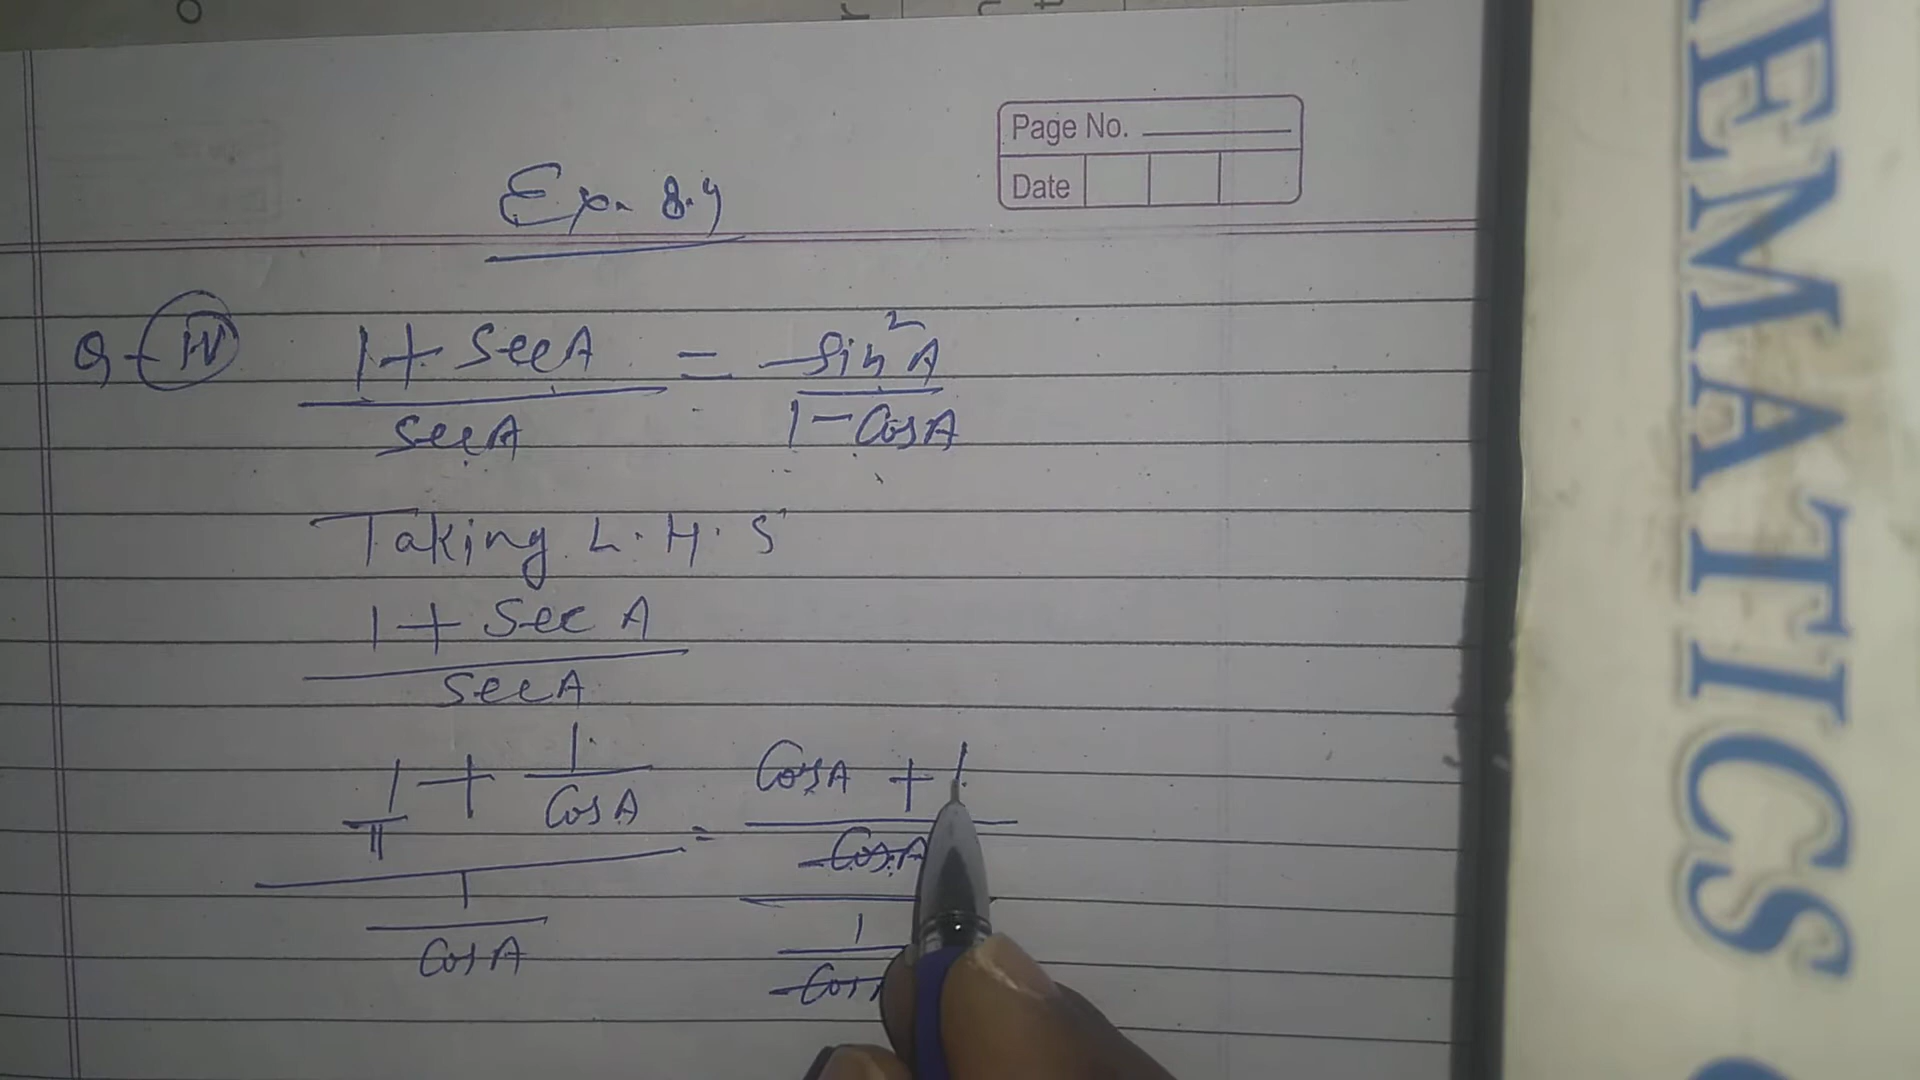 Page No.
Date
Ex. 8.4
Q - (IV) 1 + SecA / SecA = Sin²A / 1 - CosA
Taking L.H.S
1 + Sec A
SecA
1/1 + 1/CosA = CosA + 1
CosA
1/CosA
1
EMATICS